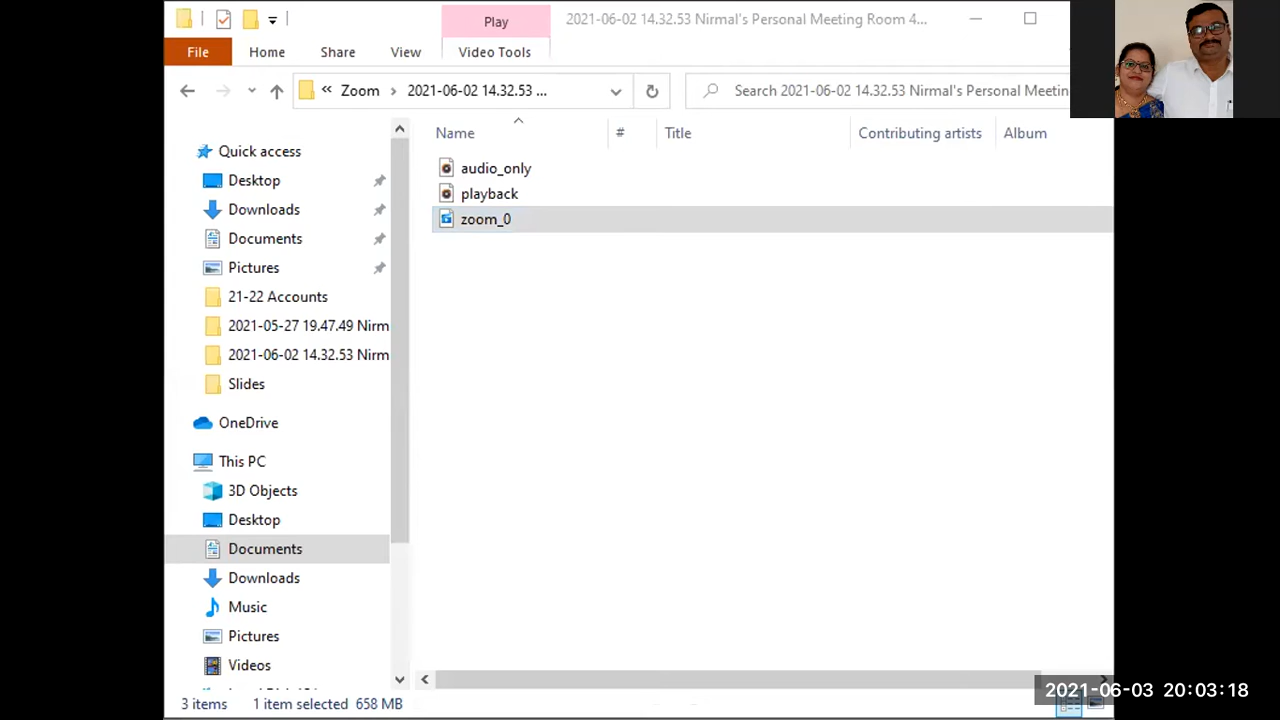 Play
2021-06-02 14.32.53 Nirmal's Personal Meeting Room 4...
File
Home
Share
View
Video Tools
« Zoom › 2021-06-02 14.32.53 ...
Search 2021-06-02 14.32.53 Nirmal's Personal Meetin
Name
#
Title
Contributing artists
Album
audio_only
playback
zoom_0
Quick access
Desktop
Downloads
Documents
Pictures
21-22 Accounts
2021-05-27 19.47.49 Nirm
2021-06-02 14.32.53 Nirm
Slides
OneDrive
This PC
3D Objects
Desktop
Documents
Downloads
Music
Pictures
Videos
3 items
1 item selected 658 MB
2021-06-03 20:03:18